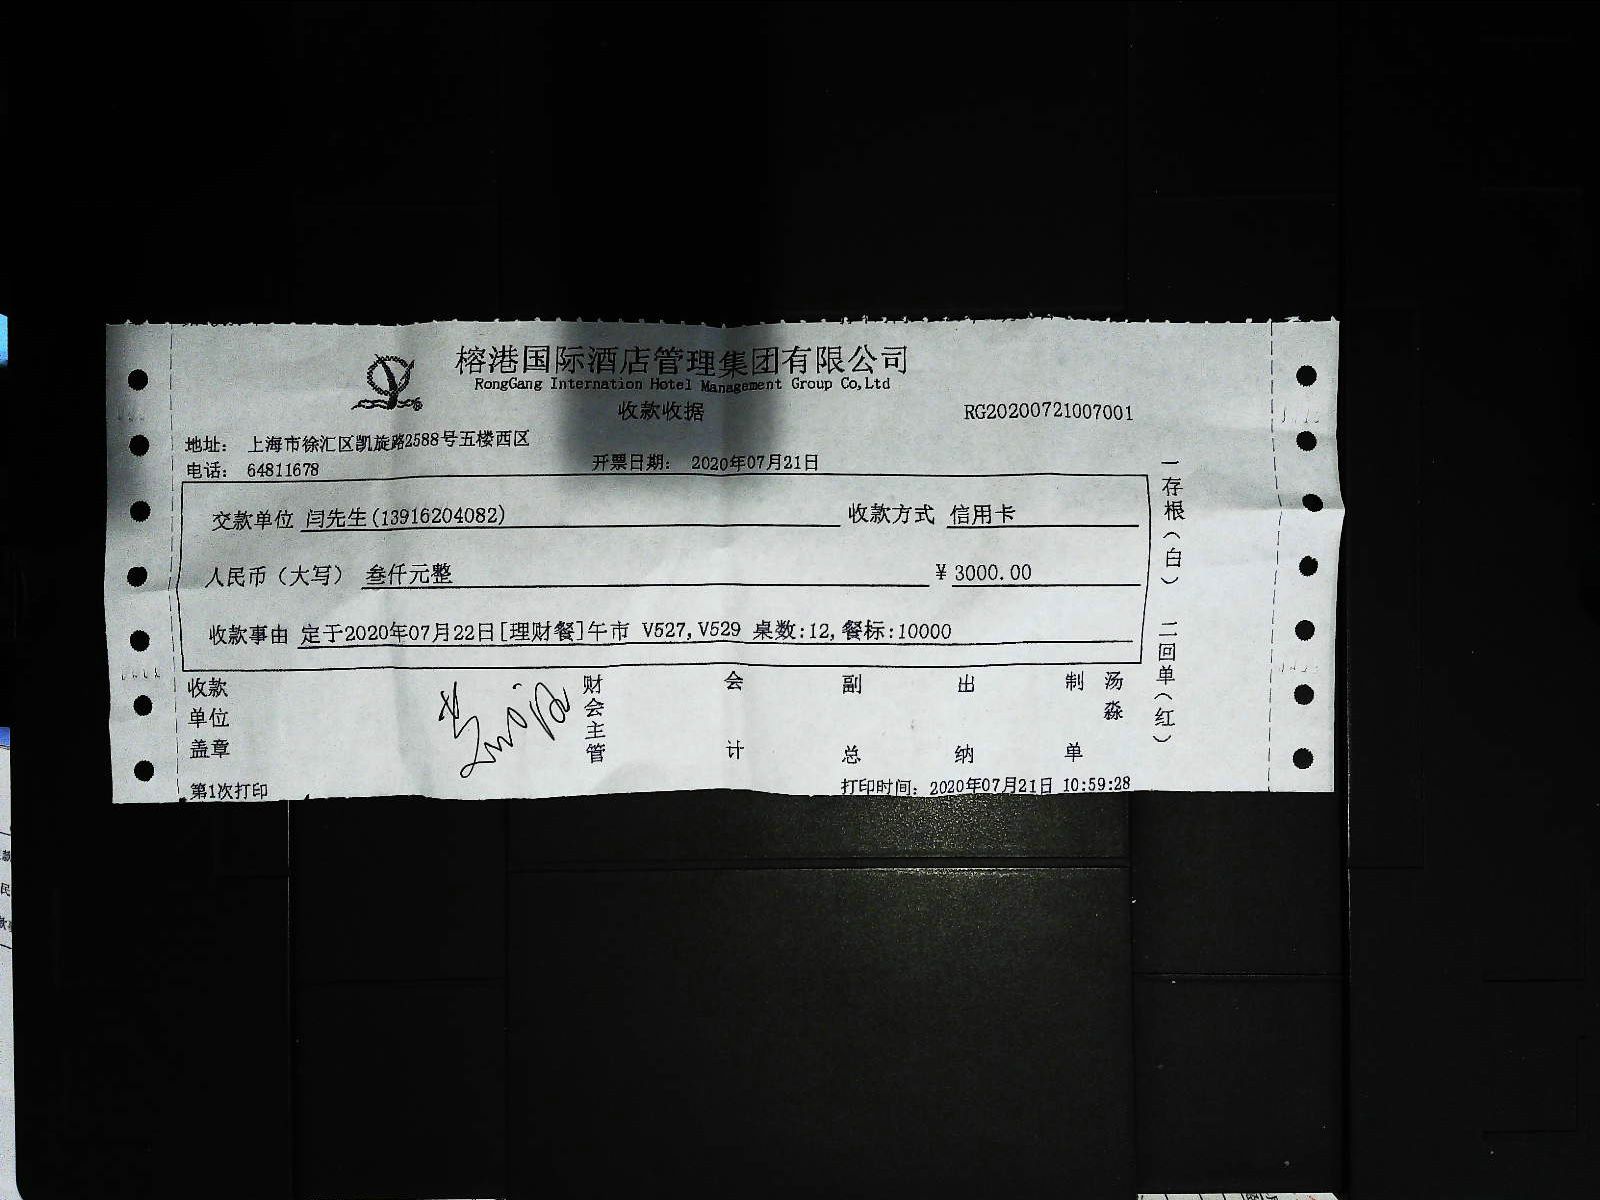 榕港国际酒店管理集团有限公司
RongGang Internation Hotel Management Group Co,Ltd
收款收据
RG20200721007001
地址： 上海市徐汇区凯旋路2588号五楼西区
电话： 64811678
开票日期： 2020年07月21日
交款单位 闫先生(13916204082) 收款方式 信用卡
人民币（大写） 叁仟元整 ¥ 3000.00
收款事由 定于2020年07月22日[理财餐]午市 V527,V529 桌数:12,餐标:10000
一存根（白） 二回单（红）
收款单位盖章
财会主管
会计
副总
出纳
制单
汤淼
第1次打印
打印时间： 2020年07月21日 10:59:28